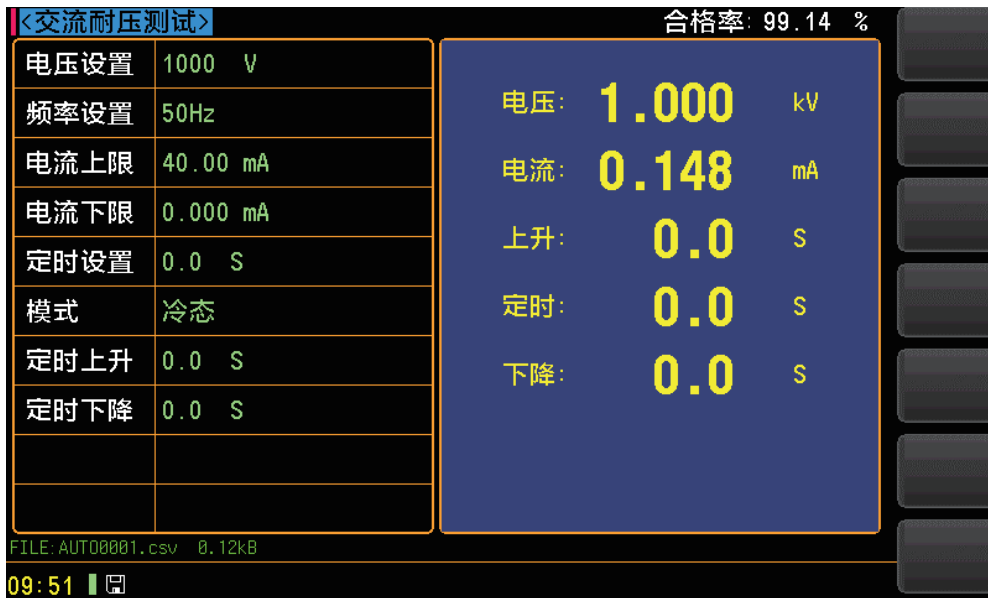 <交流耐压测试> 合格率: 99.14 %
电压设置 1000 V
频率设置 50Hz
电流上限 40.00 mA
电流下限 0.000 mA
定时设置 0.0 S
模式 冷态
定时上升 0.0 S
定时下降 0.0 S
电压: 1.000 kV
电流: 0.148 mA
上升: 0.0 S
定时: 0.0 S
下降: 0.0 S
FILE:AUTO0001.csv 0.12kB
09:51